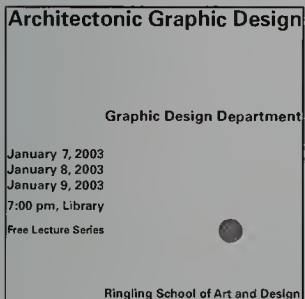 Architectonic Graphic Design
Graphic Design Department
January 7, 2003
January 8, 2003
January 9, 2003
7:00 pm, Library
Free Lecture Series
Ringling School of Art and Design